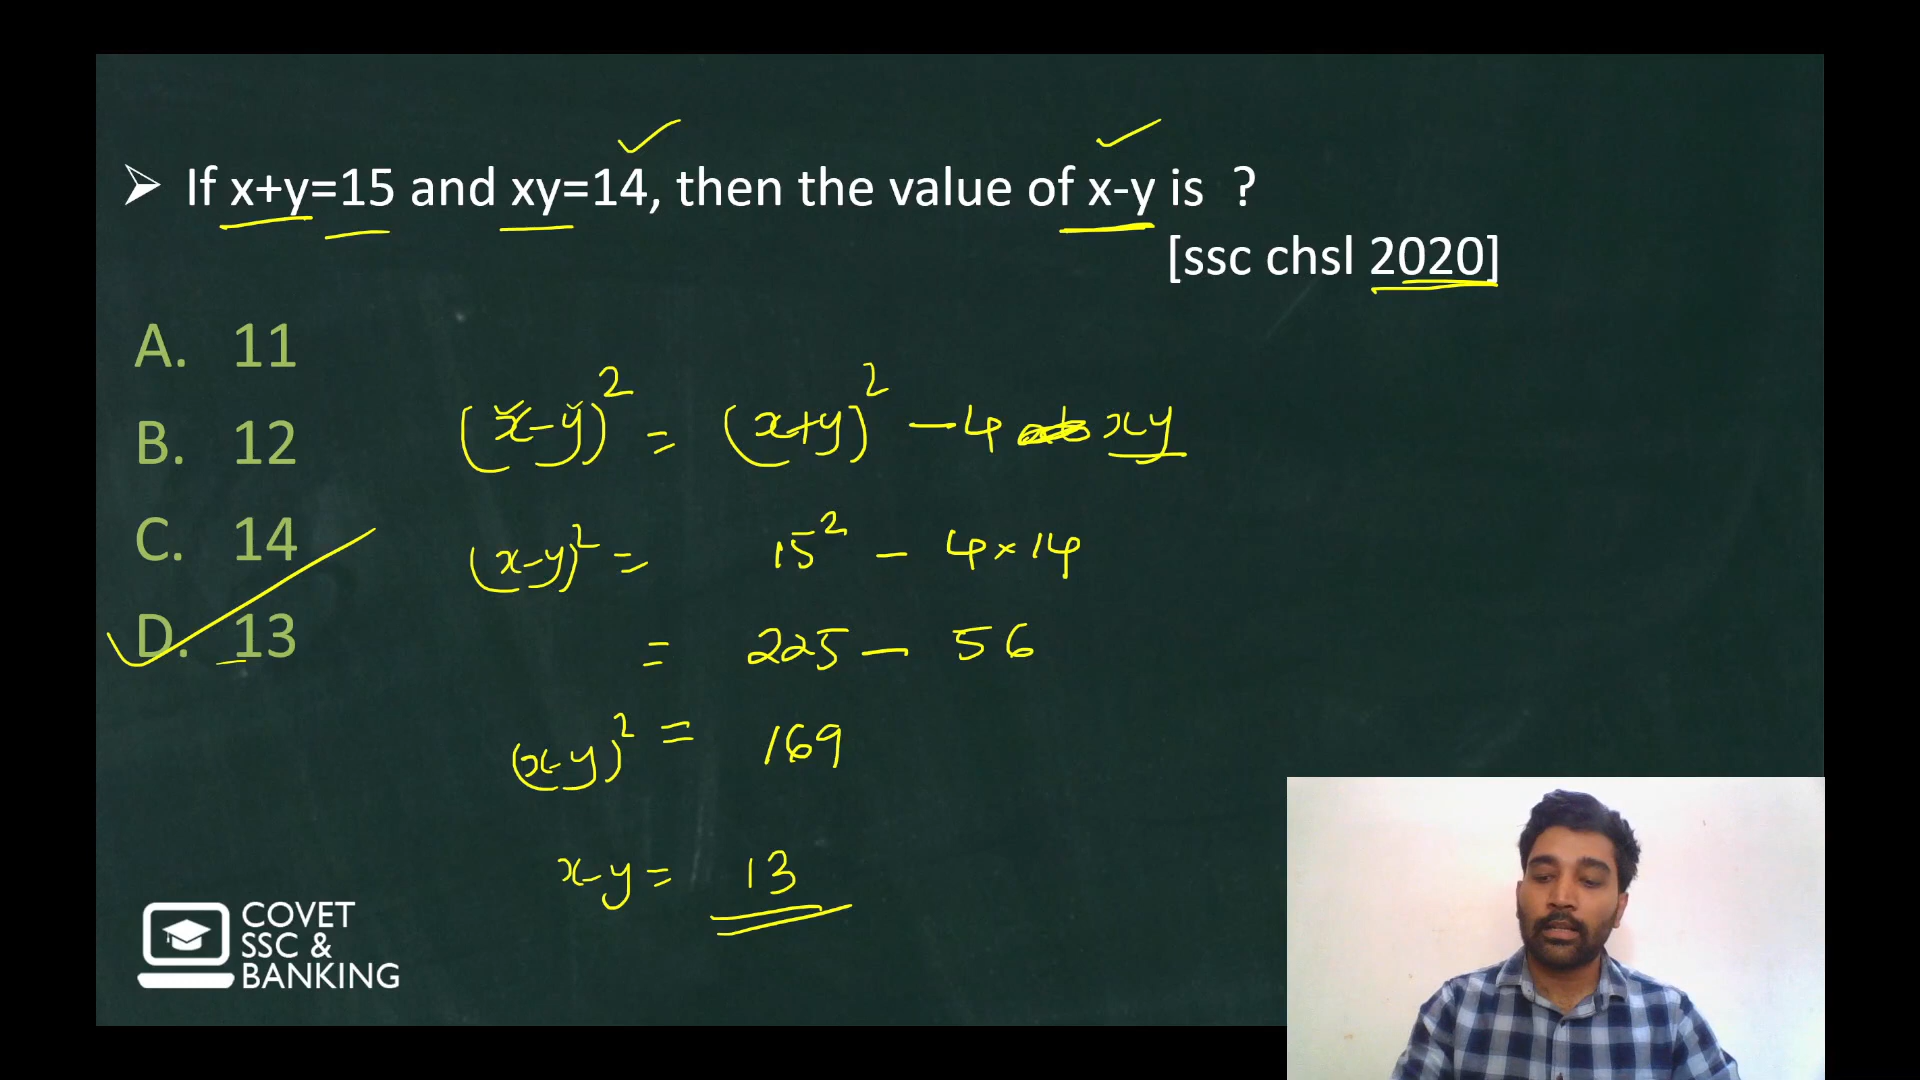 ➢ If x+y=15 and xy=14, then the value of x-y is ?
[ssc chsl 2020]
A. 11
B. 12
C. 14
D. 13
(x-y)² = (x+y)² - 4 xy
(x-y)² = 15² - 4×14
= 225 - 56
(x-y)² = 169
x-y = 13
COVET
SSC &
BANKING